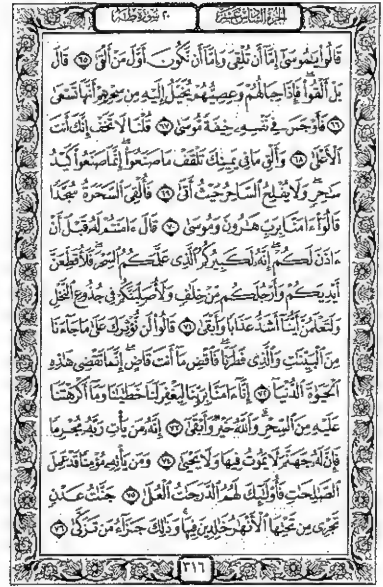 الجزء السادس عشر ٢٠ سورة طه
قَالُوا۟ يَٰمُوسَىٰٓ إِمَّآ أَن تُلْقِىَ وَإِمَّآ أَن نَّكُونَ أَوَّلَ مَنْ أَلْقَىٰ ٦٥ قَالَ
بَلْ أَلْقُوا۟ ۖ فَإِذَا حِبَالُهُمْ وَعِصِيُّهُمْ يُخَيَّلُ إِلَيْهِ مِن سِحْرِهِمْ أَنَّهَا تَسْعَىٰ
٦٦ فَأَوْجَسَ فِى نَفْسِهِۦ خِيفَةً مُّوسَىٰ ٦٧ قُلْنَا لَا تَخَفْ إِنَّكَ أَنتَ
ٱلْأَعْلَىٰ ٦٨ وَأَلْقِ مَا فِى يَمِينِكَ تَلْقَفْ مَا صَنَعُوٓا۟ ۖ إِنَّمَا صَنَعُوا۟ كَيْدُ
سَٰحِرٍ ۖ وَلَا يُفْلِحُ ٱلسَّاحِرُ حَيْثُ أَتَىٰ ٦٩ فَأُلْقِىَ ٱلسَّحَرَةُ سُجَّدًا
قَالُوٓا۟ ءَامَنَّا بِرَبِّ هَٰرُونَ وَمُوسَىٰ ٧٠ قَالَ ءَامَنتُمْ لَهُۥ قَبْلَ أَنْ
ءَاذَنَ لَكُمْ ۖ إِنَّهُۥ لَكَبِيرُكُمُ ٱلَّذِى عَلَّمَكُمُ ٱلسِّحْرَ ۖ فَلَأُقَطِّعَنَّ
أَيْدِيَكُمْ وَأَرْجُلَكُم مِّنْ خِلَٰفٍ وَلَأُصَلِّبَنَّكُمْ فِى جُذُوعِ ٱلنَّخْلِ
وَلَتَعْلَمُنَّ أَيُّنَآ أَشَدُّ عَذَابًا وَأَبْقَىٰ ٧١ قَالُوا۟ لَن نُّؤْثِرَكَ عَلَىٰ مَا جَآءَنَا
مِنَ ٱلْبَيِّنَٰتِ وَٱلَّذِى فَطَرَنَا ۖ فَٱقْضِ مَآ أَنتَ قَاضٍ ۖ إِنَّمَا تَقْضِى هَٰذِهِ
ٱلْحَيَوٰةَ ٱلدُّنْيَآ ٧٢ إِنَّآ ءَامَنَّا بِرَبِّنَا لِيَغْفِرَ لَنَا خَطَٰيَٰنَا وَمَآ أَكْرَهْتَنَا
عَلَيْهِ مِنَ ٱلسِّحْرِ ۗ وَٱللَّهُ خَيْرٌ وَأَبْقَىٰٓ ٧٣ إِنَّهُۥ مَن يَأْتِ رَبَّهُۥ مُجْرِمًا
فَإِنَّ لَهُۥ جَهَنَّمَ لَا يَمُوتُ فِيهَا وَلَا يَحْيَىٰ ٧٤ وَمَن يَأْتِهِۦ مُؤْمِنًا قَدْ عَمِلَ
ٱلصَّٰلِحَٰتِ فَأُو۟لَٰٓئِكَ لَهُمُ ٱلدَّرَجَٰتُ ٱلْعُلَىٰ ٧٥ جَنَّٰتُ عَدْنٍ
تَجْرِى مِن تَحْتِهَا ٱلْأَنْهَٰرُ خَٰلِدِينَ فِيهَا ۚ وَذَٰلِكَ جَزَآءُ مَن تَزَكَّىٰ ٧٦
٣١٦